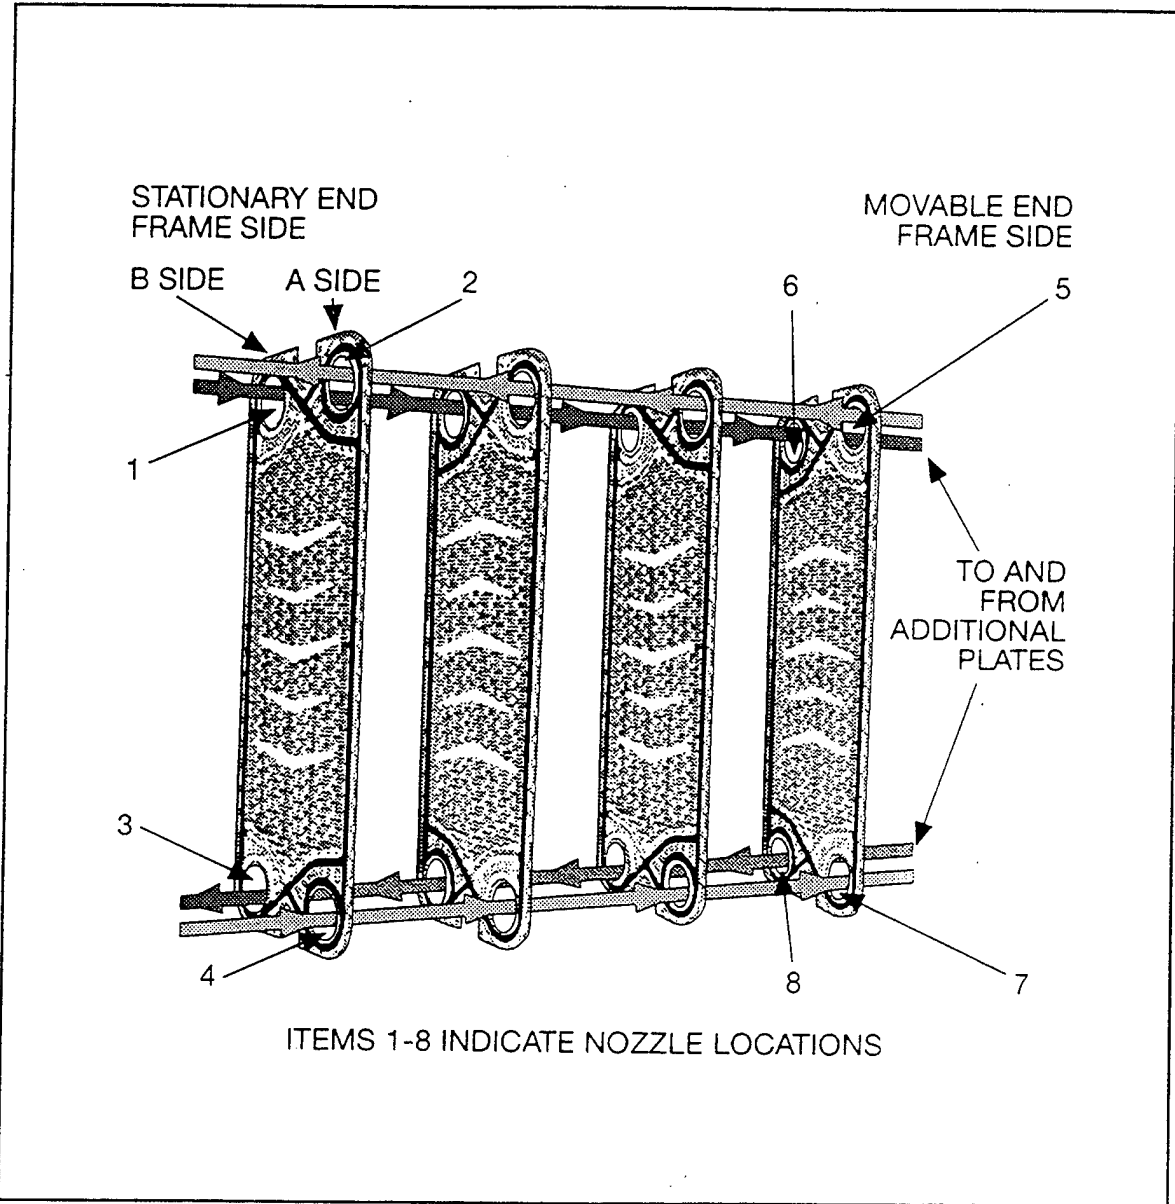 STATIONARY END
FRAME SIDE
B SIDE
A SIDE
2
MOVABLE END
FRAME SIDE
6
5
1
TO AND
FROM
ADDITIONAL
PLATES
3
4
8
7
ITEMS 1-8 INDICATE NOZZLE LOCATIONS